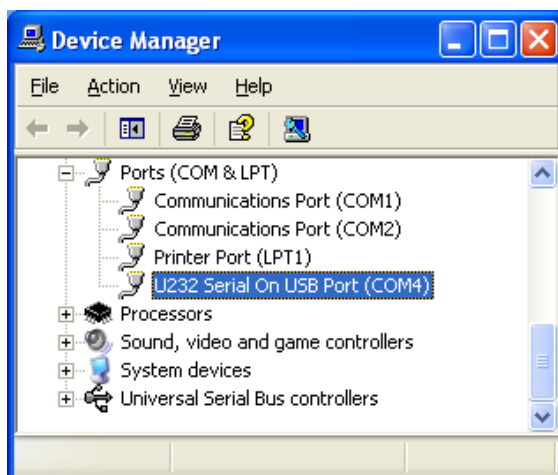 Device Manager
File Action View Help
Ports (COM & LPT)
Communications Port (COM1)
Communications Port (COM2)
Printer Port (LPT1)
U232 Serial On USB Port (COM4)
Processors
Sound, video and game controllers
System devices
Universal Serial Bus controllers